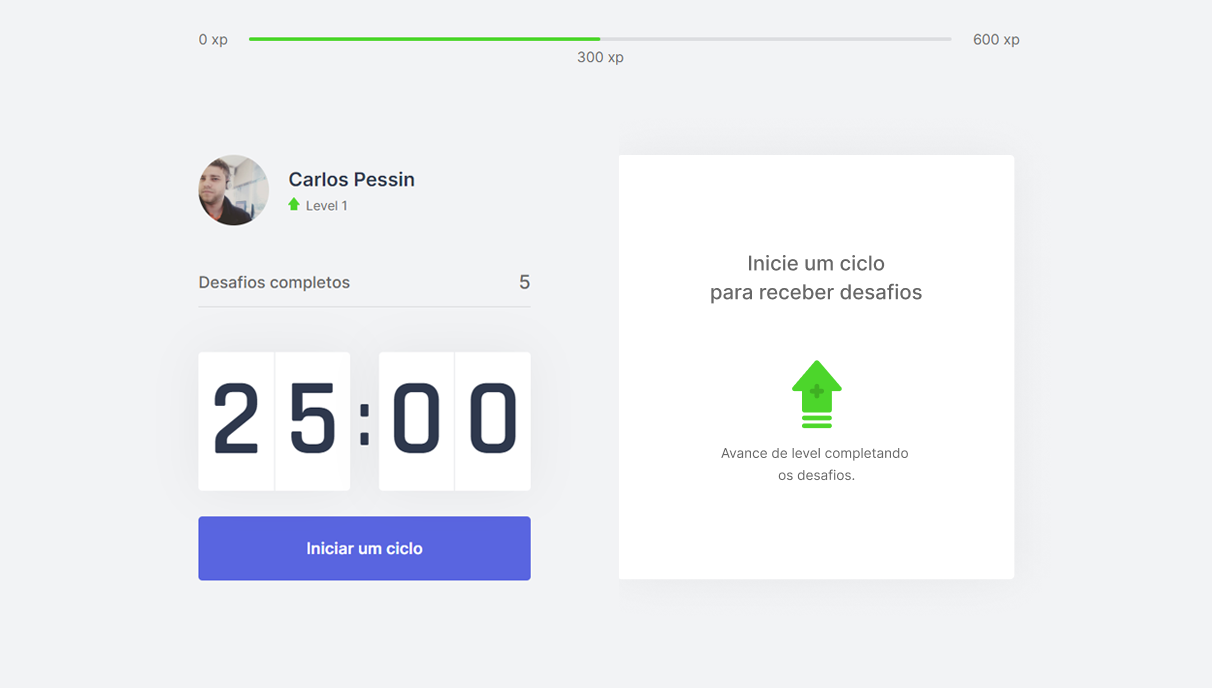 0 xp
600 xp
300 xp
Carlos Pessin
Level 1
Desafios completos 5
25:00
Iniciar um ciclo
Inicie um ciclo
para receber desafios
Avance de level completando
os desafios.